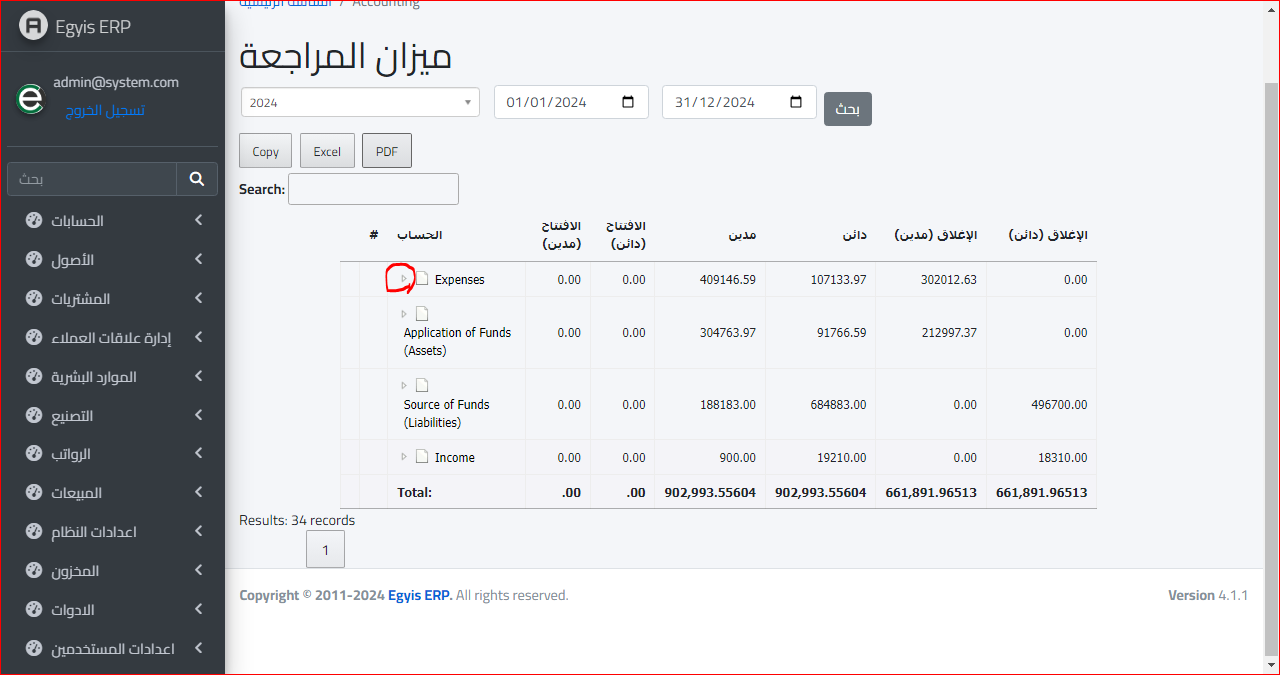 Egyis ERP
admin@system.com
تسجيل الخروج
بحث
الحسابات
الأصول
المشتريات
إدارة علاقات العملاء
الموارد البشرية
التصنيع
الرواتب
المبيعات
اعدادات النظام
المخزون
الادوات
اعدادات المستخدمين
الشاشة الرئيسية / Accounting
ميزان المراجعة
2024 01/01/2024 31/12/2024 بحث
Copy Excel PDF
Search:
# الحساب الافتتاح (مدين) الافتتاح (دائن) مدين دائن الإغلاق (مدين) الإغلاق (دائن)
Expenses 0.00 0.00 409146.59 107133.97 302012.63 0.00
Application of Funds (Assets) 0.00 0.00 304763.97 91766.59 212997.37 0.00
Source of Funds (Liabilities) 0.00 0.00 188183.00 684883.00 0.00 496700.00
Income 0.00 0.00 900.00 19210.00 0.00 18310.00
Total: .00 .00 902,993.55604 902,993.55604 661,891.96513 661,891.96513
Results: 34 records
1
Copyright © 2011-2024 Egyis ERP. All rights reserved. Version 4.1.1